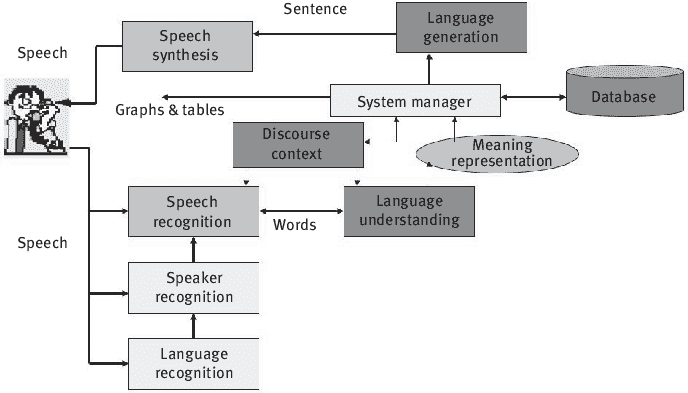 Sentence
Language
generation
Speech
Speech
synthesis
Graphs & tables
System manager
Database
Discourse
context
Meaning
representation
Speech
recognition
Words
Language
understanding
Speech
Speaker
recognition
Language
recognition